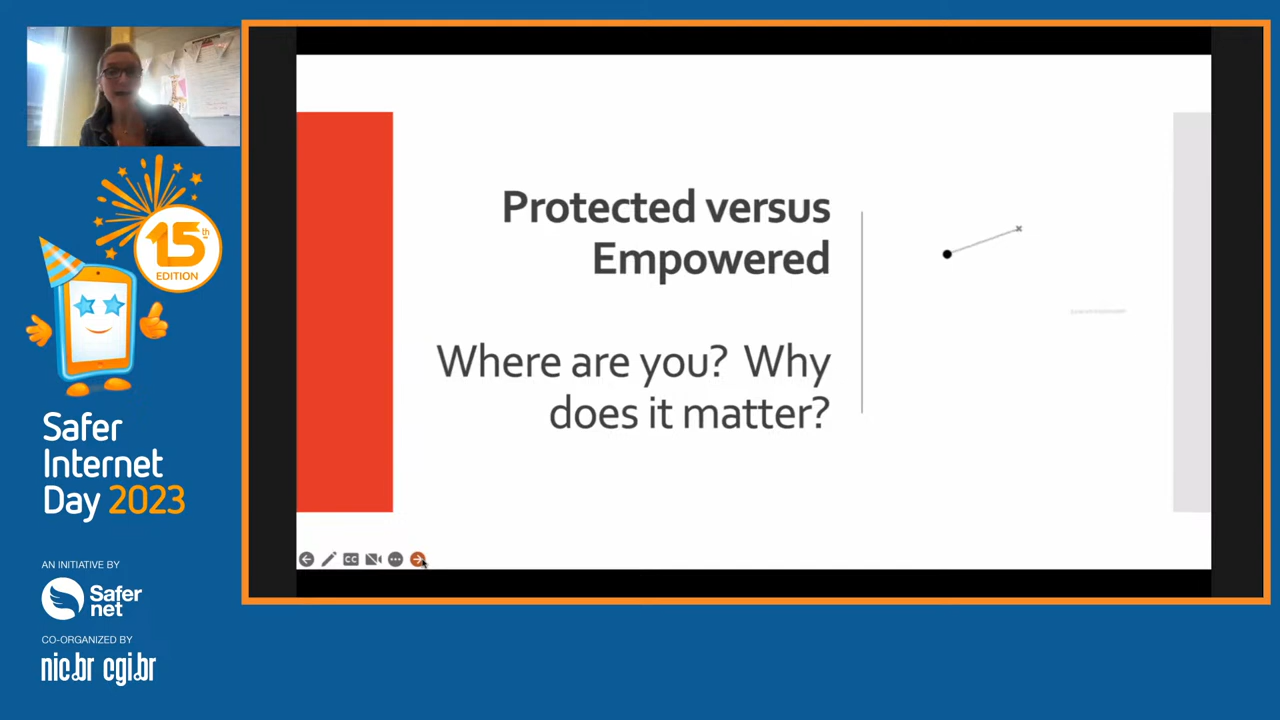 Protected versus
Empowered
Where are you? Why
does it matter?
CC
15th
EDITION
Safer
Internet
Day 2023
AN INITIATIVE BY
Safer
net
CO-ORGANIZED BY
nic.br cgi.br